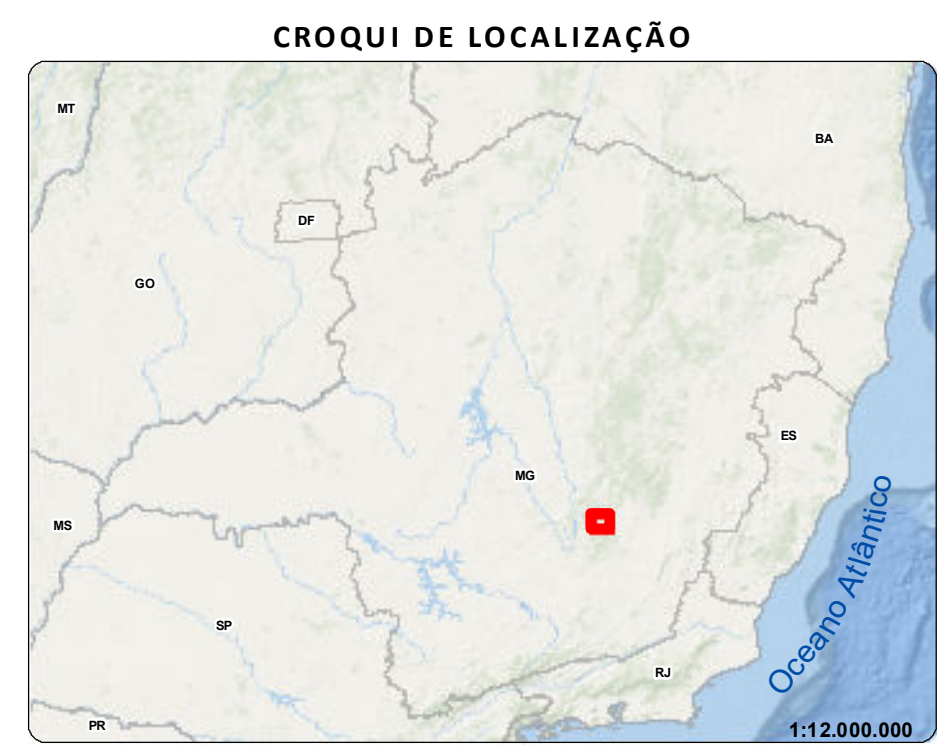 CROQUI DE LOCALIZAÇÃO
MT
BA
DF
GO
ES
MG
MS
Oceano Atlântico
SP
RJ
PR
1:12.000.000